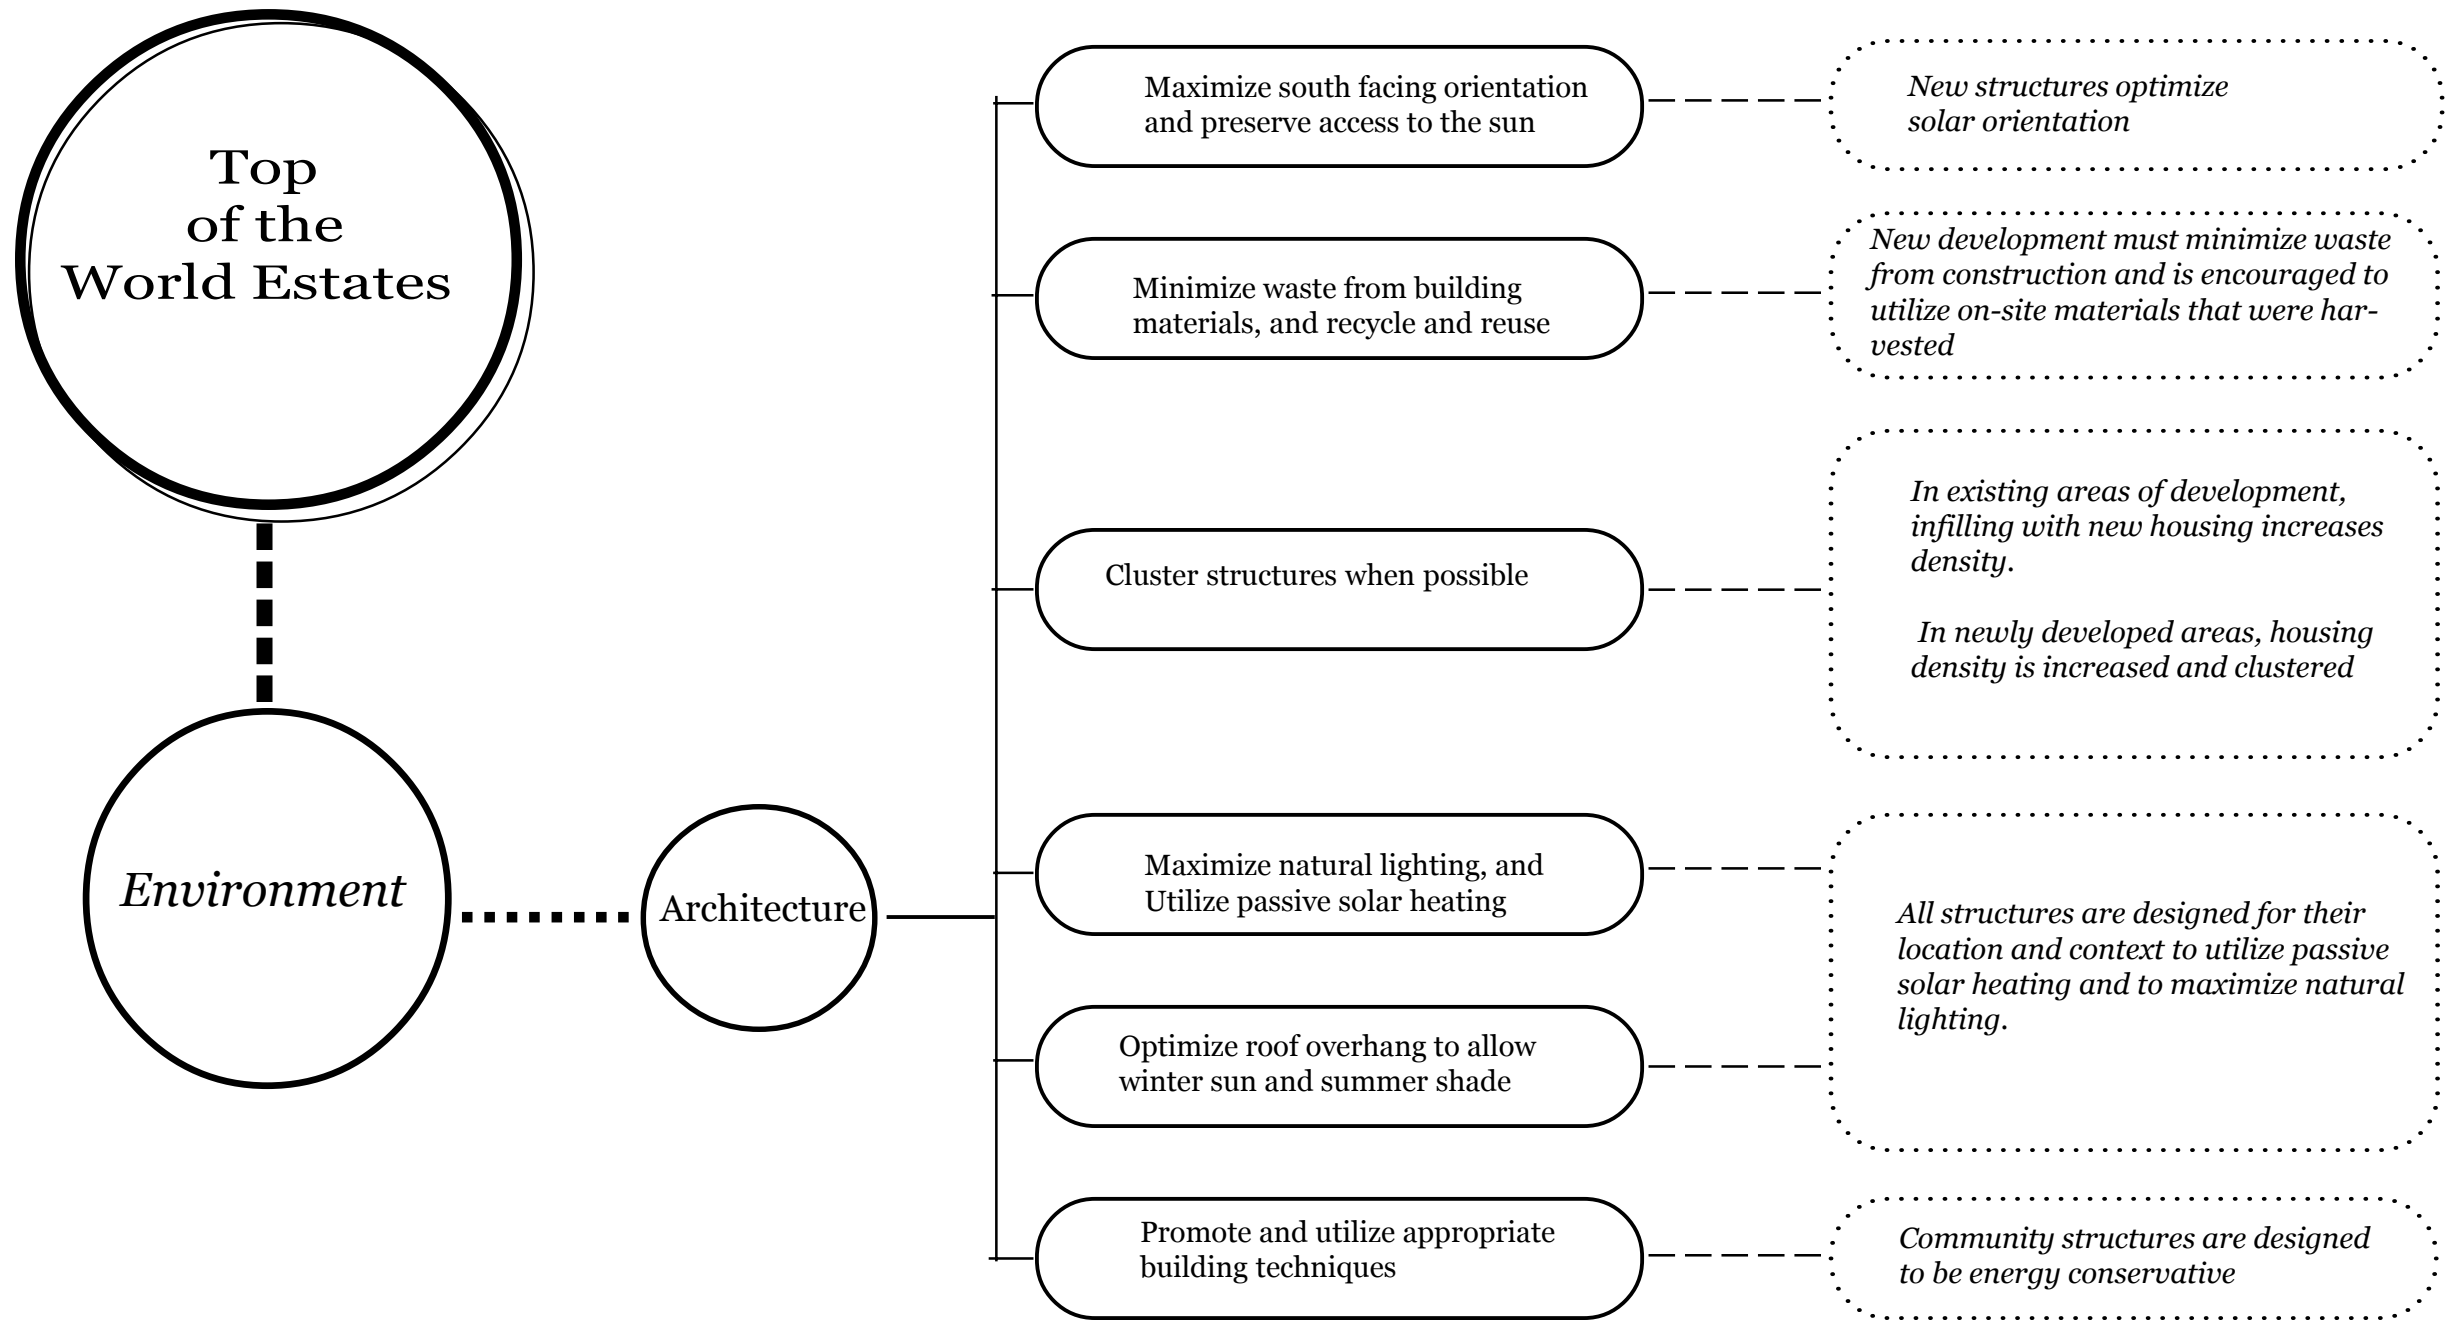 Top
of the
World Estates
Environment
Architecture
Maximize south facing orientation
and preserve access to the sun
New structures optimize
solar orientation
Minimize waste from building
materials, and recycle and reuse
New development must minimize waste
from construction and is encouraged to
utilize on-site materials that were har-
vested
Cluster structures when possible
In existing areas of development,
infilling with new housing increases
density.
In newly developed areas, housing
density is increased and clustered
Maximize natural lighting, and
Utilize passive solar heating
Optimize roof overhang to allow
winter sun and summer shade
All structures are designed for their
location and context to utilize passive
solar heating and to maximize natural
lighting.
Promote and utilize appropriate
building techniques
Community structures are designed
to be energy conservative